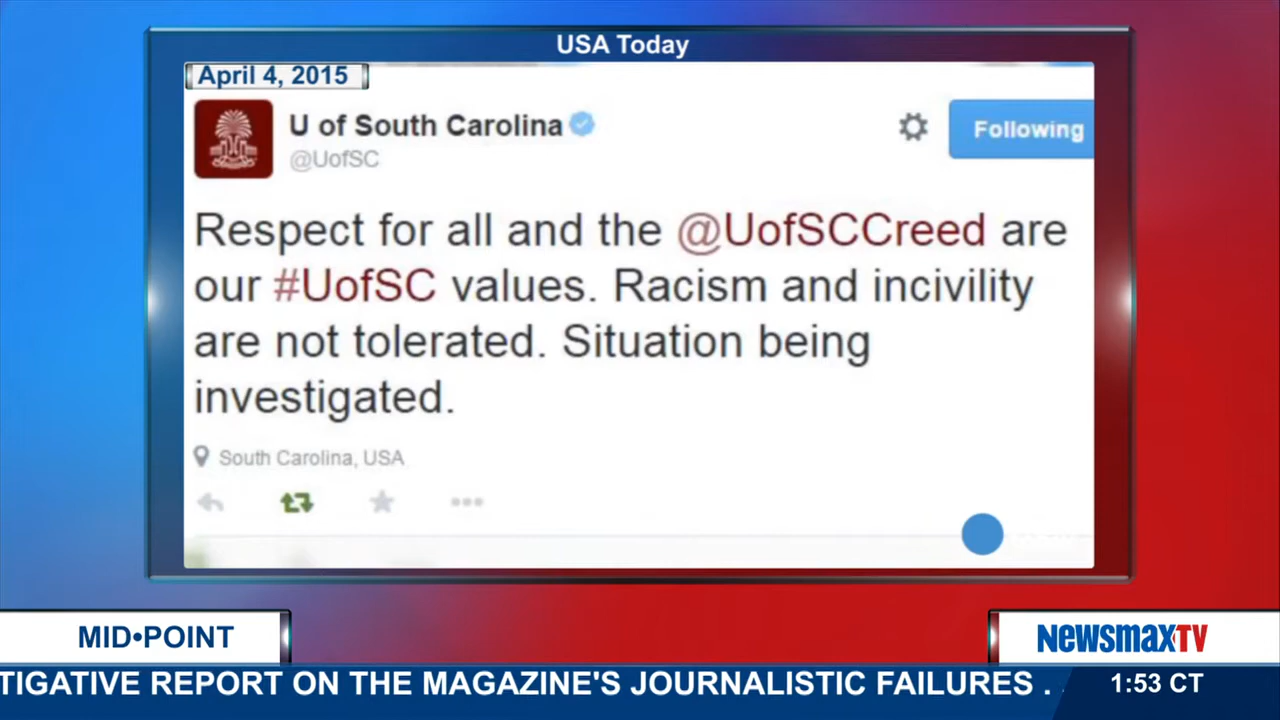 USA Today
April 4, 2015
U of South Carolina
@UofSC
Following
Respect for all and the @UofSCCreed are
our #UofSC values. Racism and incivility
are not tolerated. Situation being
investigated.
South Carolina, USA
MID•POINT
NEWSMAXTV
TIGATIVE REPORT ON THE MAGAZINE'S JOURNALISTIC FAILURES . .
1:53 CT